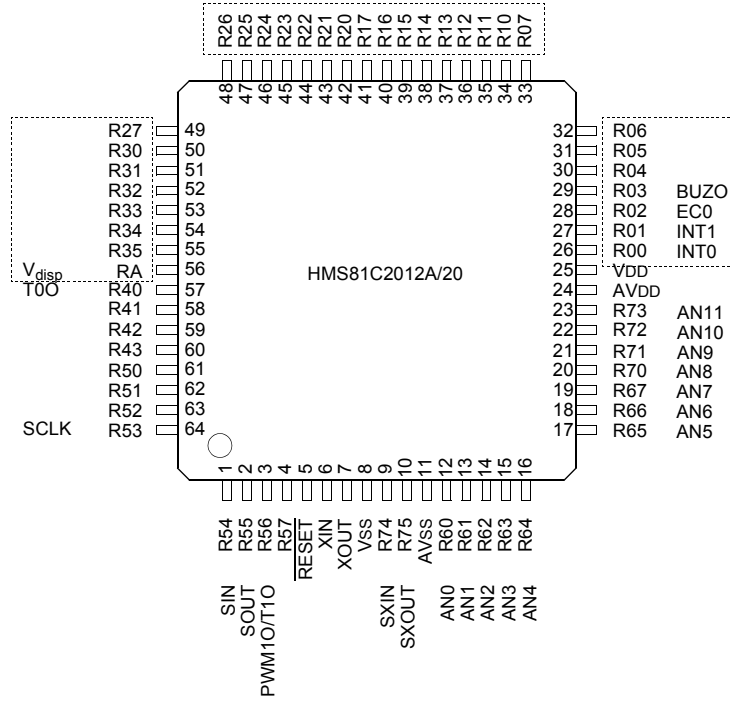 R26 R25 R24 R23 R22 R21 R20 R17 R16 R15 R14 R13 R12 R11 R10 R07
48 47 46 45 44 43 42 41 40 39 38 37 36 35 34 33
R27 49 32 R06
R30 50 31 R05
R31 51 30 R04
R32 52 29 R03 BUZO
R33 53 28 R02 EC0
R34 54 27 R01 INT1
R35 55 26 R00 INT0
Vdisp RA 56 HMS81C2012A/20 25 VDD
T0O R40 57 24 AVDD
R41 58 23 R73 AN11
R42 59 22 R72 AN10
R43 60 21 R71 AN9
R50 61 20 R70 AN8
R51 62 19 R67 AN7
R52 63 18 R66 AN6
SCLK R53 64 17 R65 AN5
1 2 3 4 5 6 7 8 9 10 11 12 13 14 15 16
R54 R55 R56 R57 RESET XIN XOUT VSS R74 R75 AVSS R60 R61 R62 R63 R64
SIN SOUT PWM1O/T1O SXIN SXOUT AN0 AN1 AN2 AN3 AN4